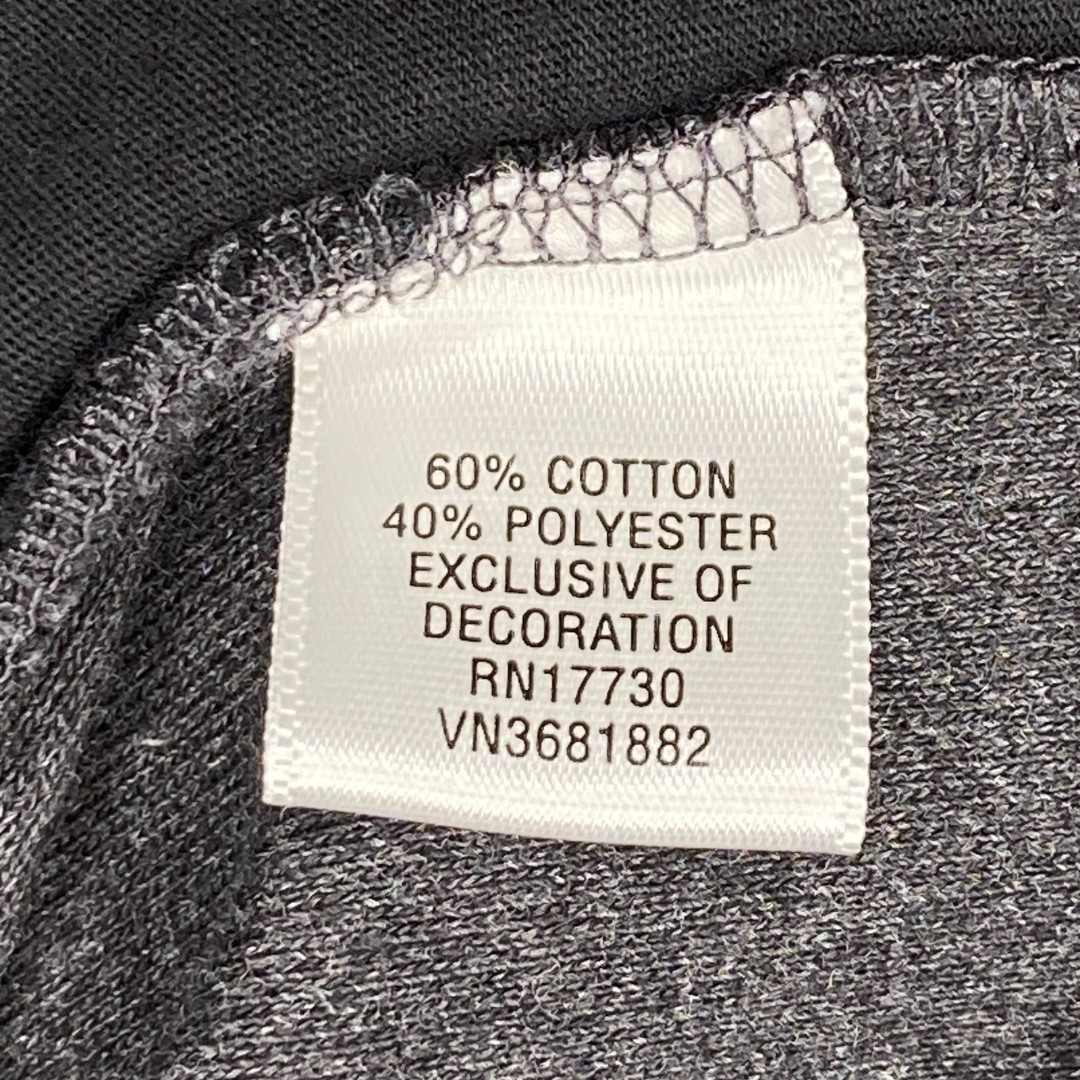 60% COTTON
40% POLYESTER
EXCLUSIVE OF
DECORATION
RN17730
VN3681882